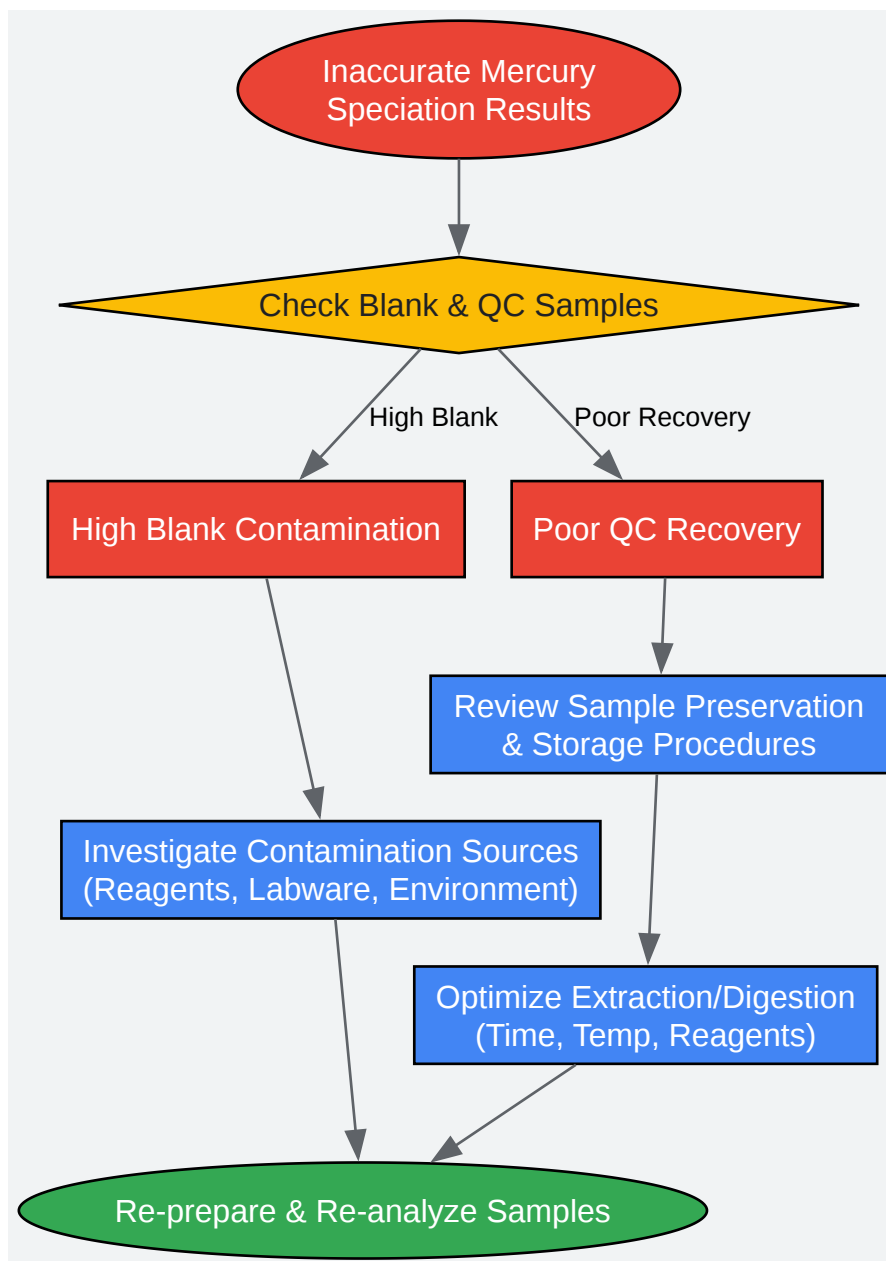 Inaccurate Mercury
Speciation Results
Check Blank & QC Samples
High Blank
Poor Recovery
High Blank Contamination
Poor QC Recovery
Review Sample Preservation
& Storage Procedures
Investigate Contamination Sources
(Reagents, Labware, Environment)
Optimize Extraction/Digestion
(Time, Temp, Reagents)
Re-prepare & Re-analyze Samples